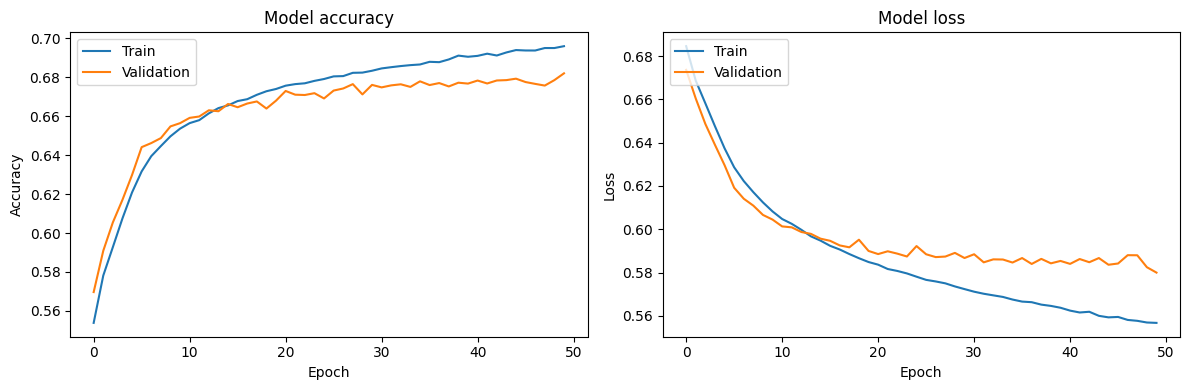 Model accuracy
Train
Validation
Accuracy
0.70
0.68
0.66
0.64
0.62
0.60
0.58
0.56
0 10 20 30 40 50
Epoch
Model loss
Train
Validation
Loss
0.68
0.66
0.64
0.62
0.60
0.58
0.56
0 10 20 30 40 50
Epoch